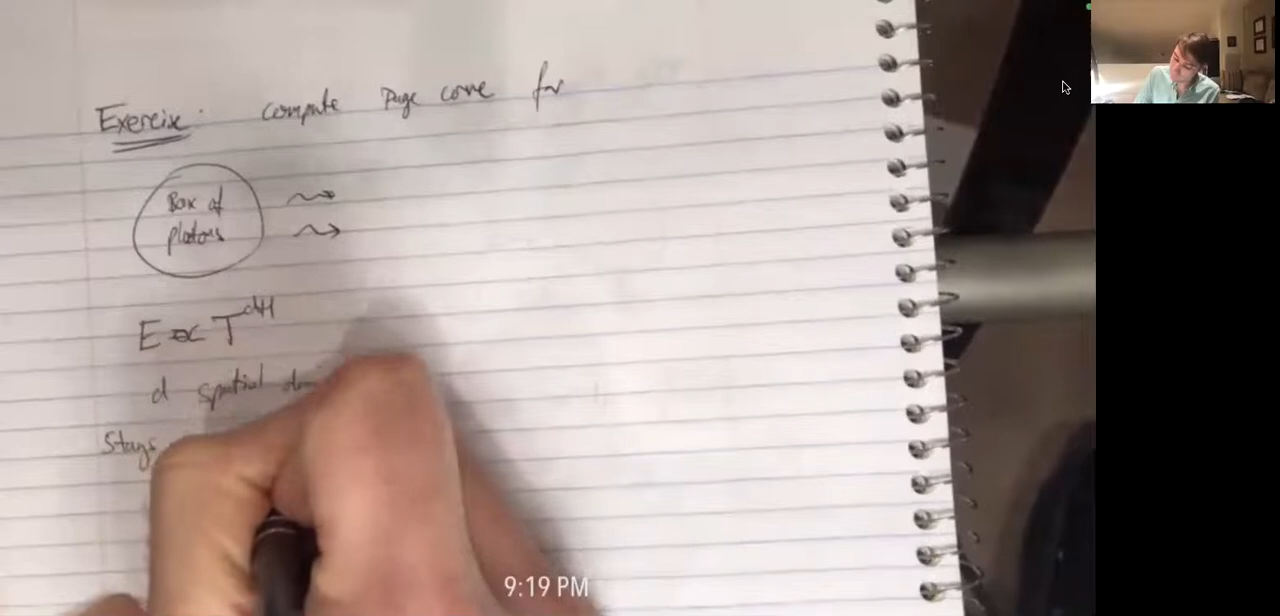 Exercise: compute Page curve for
Box of
photons
E ∝ T^d+1
d spatial
Stays
9:19 PM